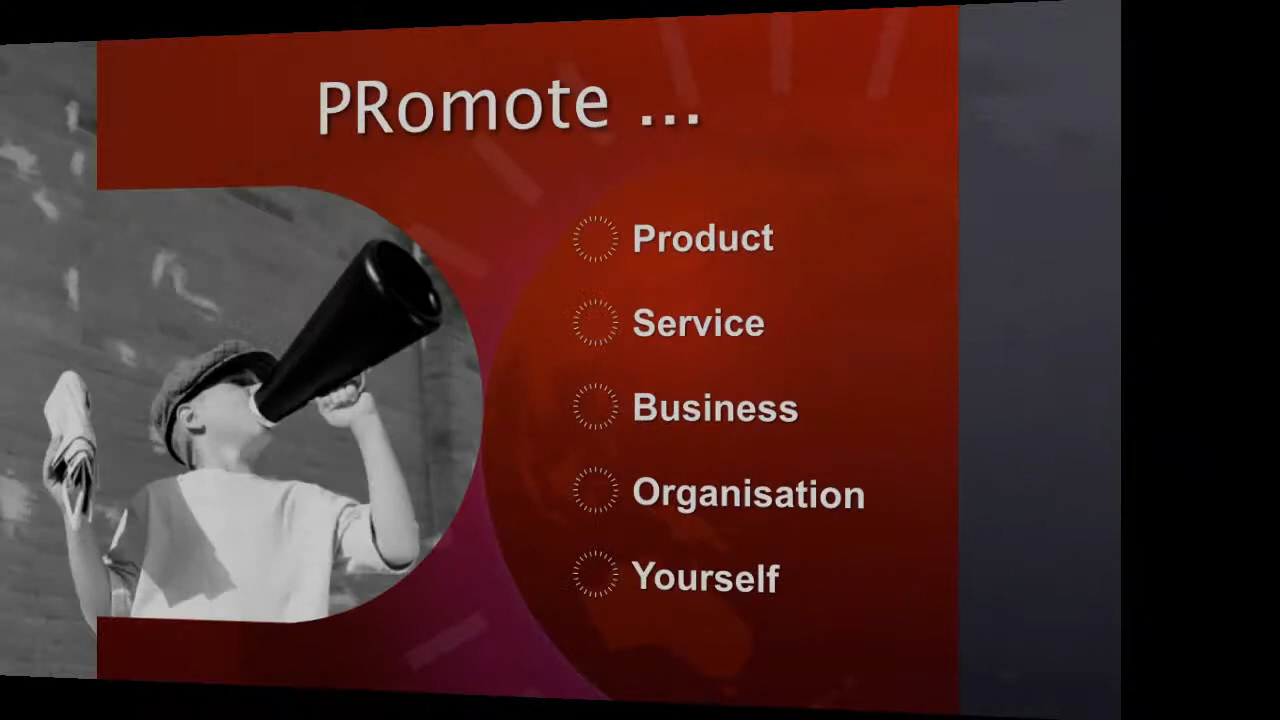 PRomote ...
Product
Service
Business
Organisation
Yourself